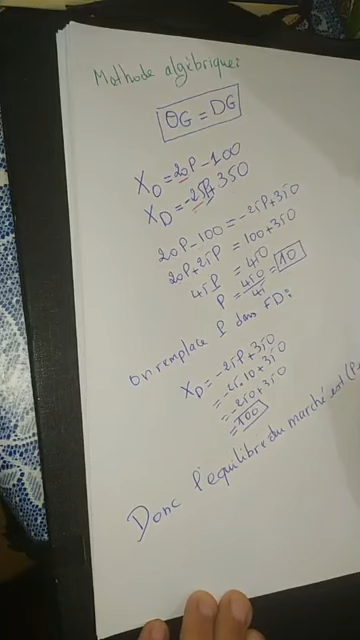 Methode algébrique:
OG = DG
XO = 20P - 100
XD = -25P + 350
20P - 100 = -25P + 350
20P + 25P = 100 + 350
45P = 450
P = 450/45 = 10
on remplace P dans FD:
XD = -25P + 350
= -25.10 + 350
= -250 + 350
= 100
Donc l'équilibre du marché est (Pe